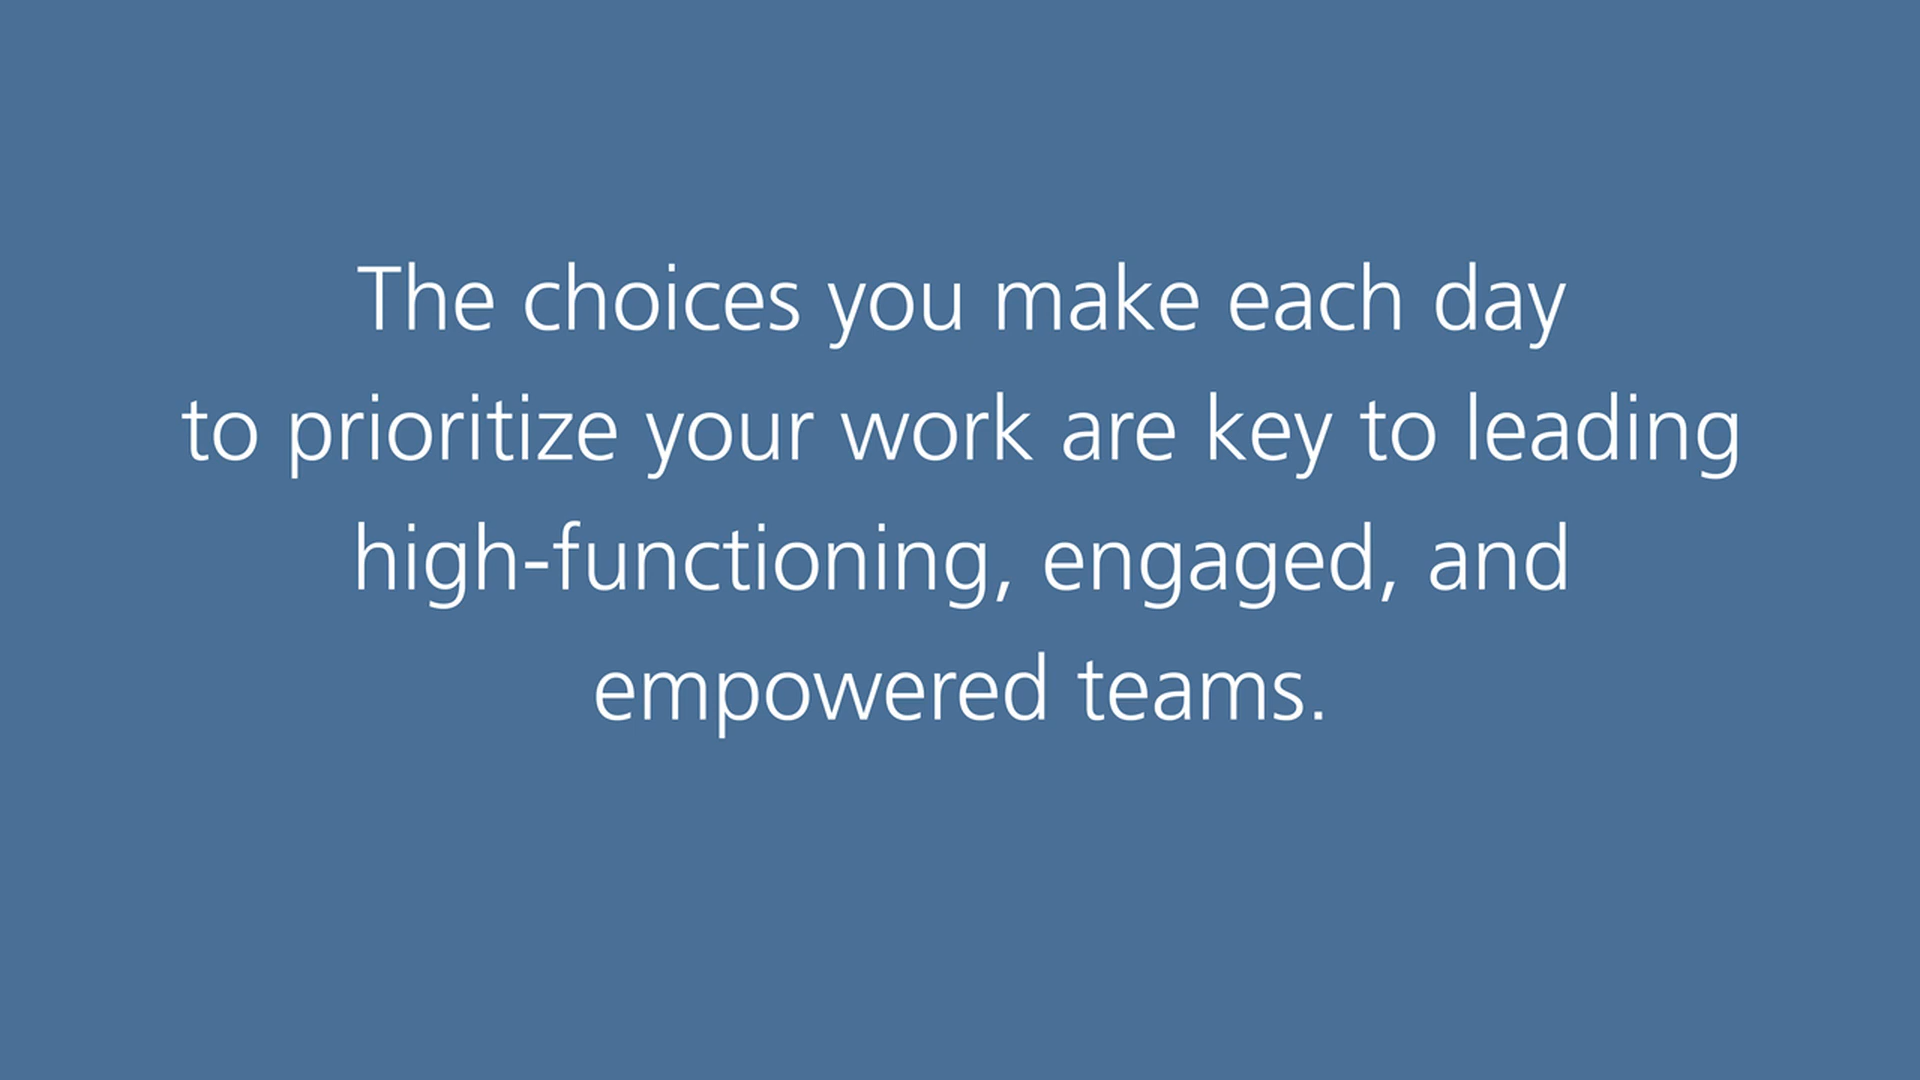 The choices you make each day
to prioritize your work are key to leading
high-functioning, engaged, and
empowered teams.